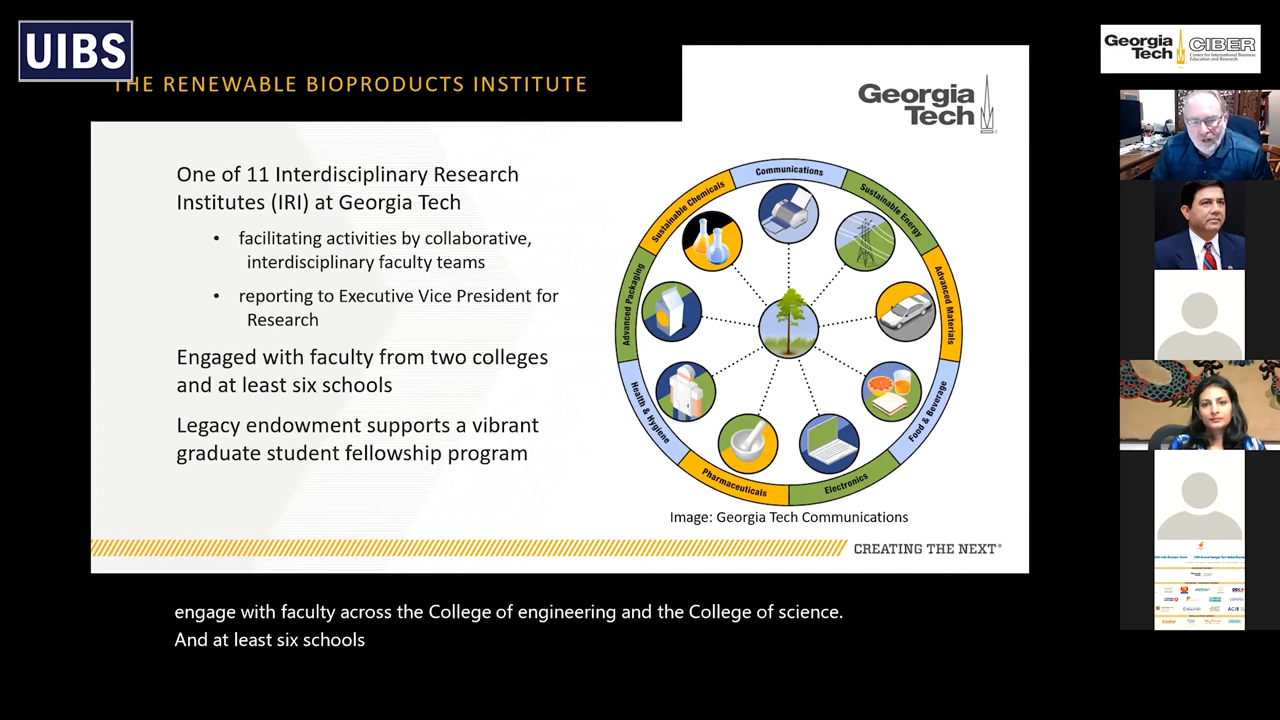 UIBS
THE RENEWABLE BIOPRODUCTS INSTITUTE
Georgia
Tech
CIBER
Center for International Business
Education and Research
Georgia
Tech
One of 11 Interdisciplinary Research
Institutes (IRI) at Georgia Tech
• facilitating activities by collaborative,
interdisciplinary faculty teams
• reporting to Executive Vice President for
Research
Engaged with faculty from two colleges
and at least six schools
Legacy endowment supports a vibrant
graduate student fellowship program
Communications
Sustainable Energy
Advanced Materials
Food & Beverage
Electronics
Pharmaceuticals
Health & Hygiene
Advanced Packaging
Sustainable Chemicals
Image: Georgia Tech Communications
CREATING THE NEXT®
engage with faculty across the College of engineering and the College of science.
And at least six schools